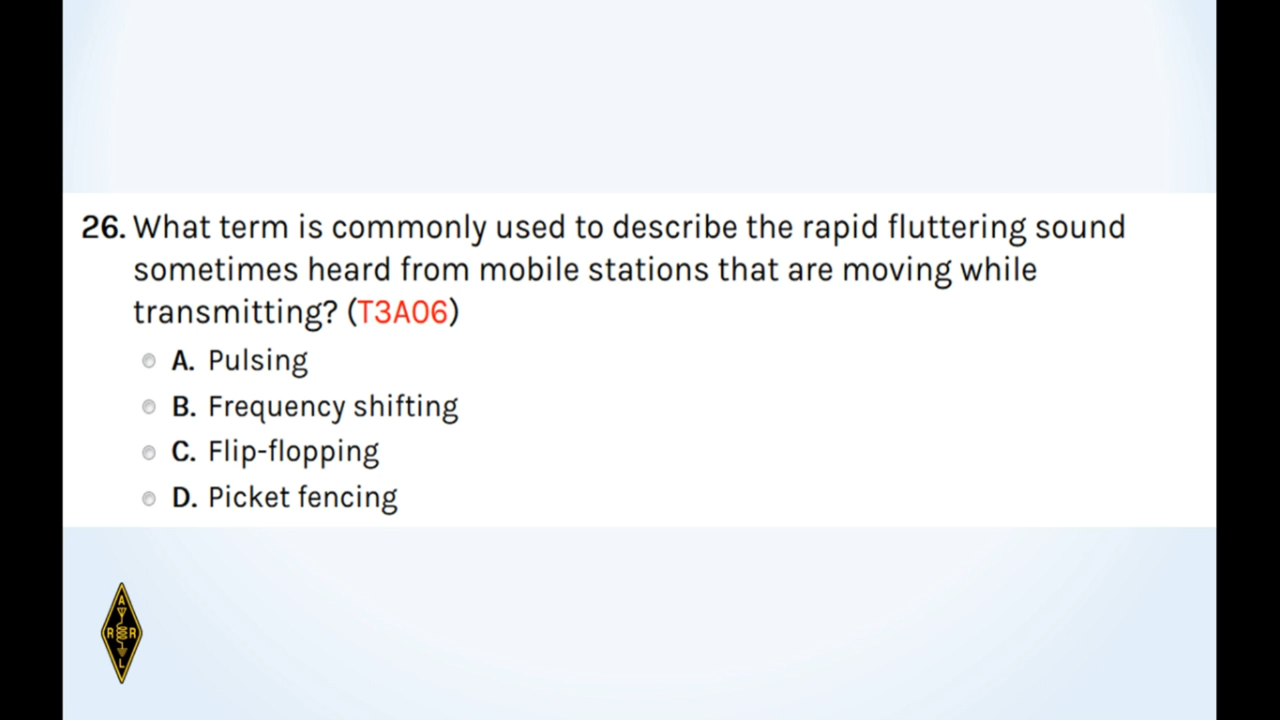 26. What term is commonly used to describe the rapid fluttering sound
sometimes heard from mobile stations that are moving while
transmitting? (T3A06)
A. Pulsing
B. Frequency shifting
C. Flip-flopping
D. Picket fencing
A
R R
L